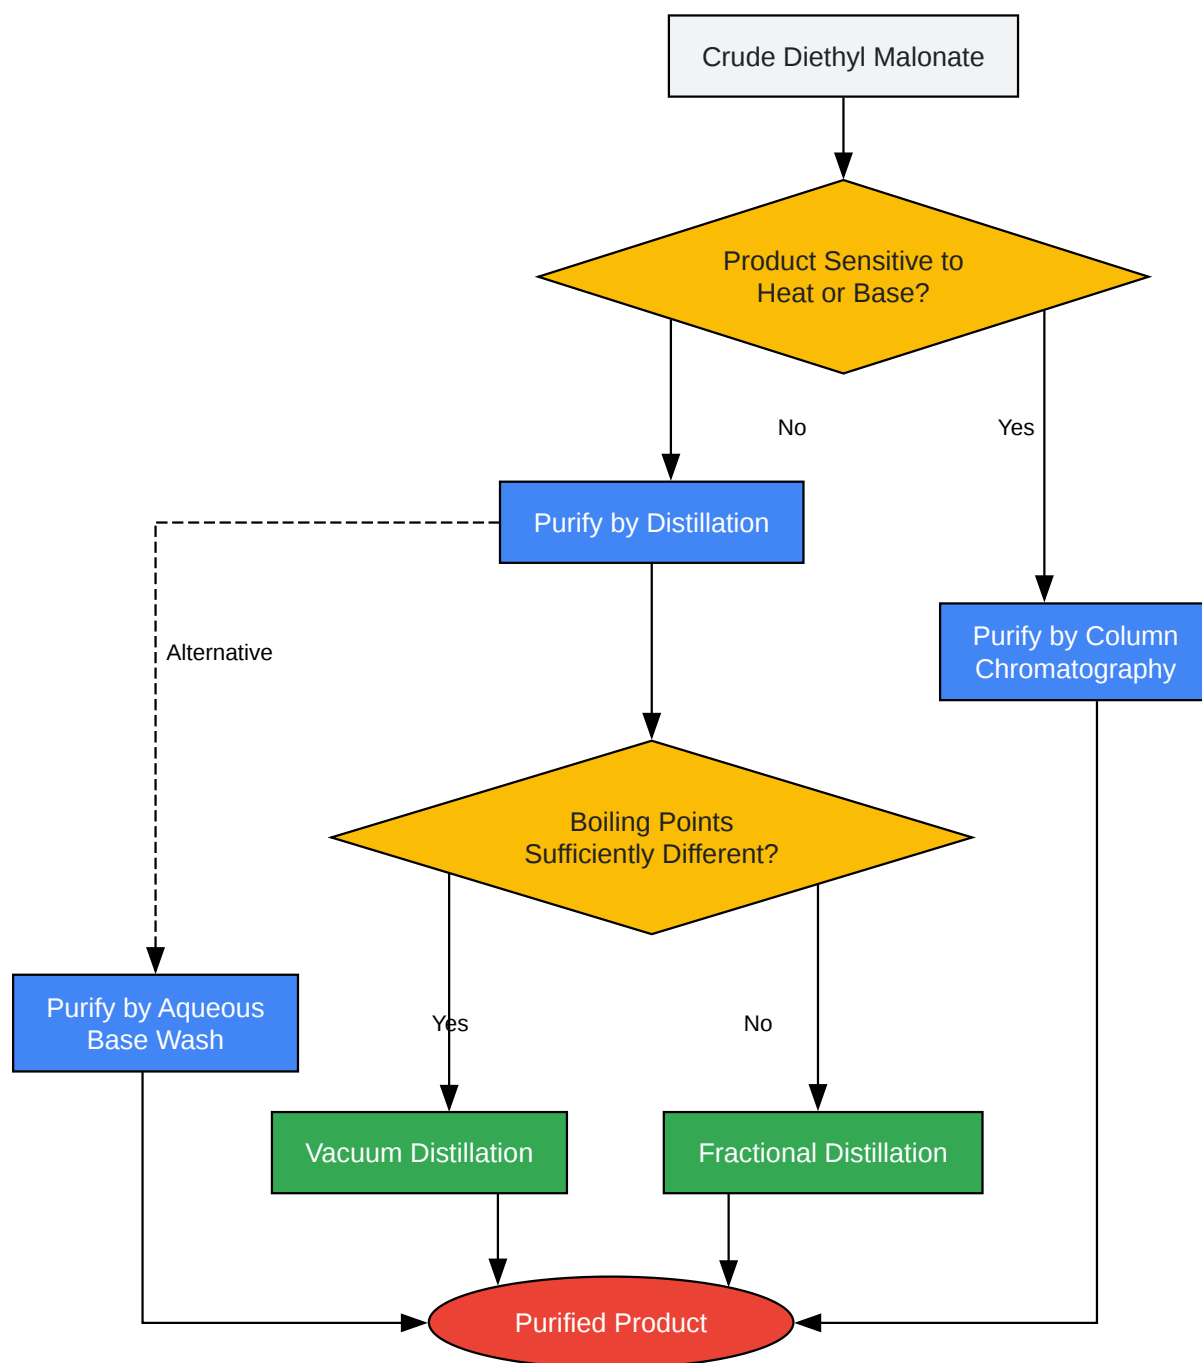 Crude Diethyl Malonate
Product Sensitive to
Heat or Base?
No
Yes
Purify by Distillation
Purify by Column
Chromatography
Alternative
Boiling Points
Sufficiently Different?
Purify by Aqueous
Base Wash
Yes
No
Vacuum Distillation
Fractional Distillation
Purified Product